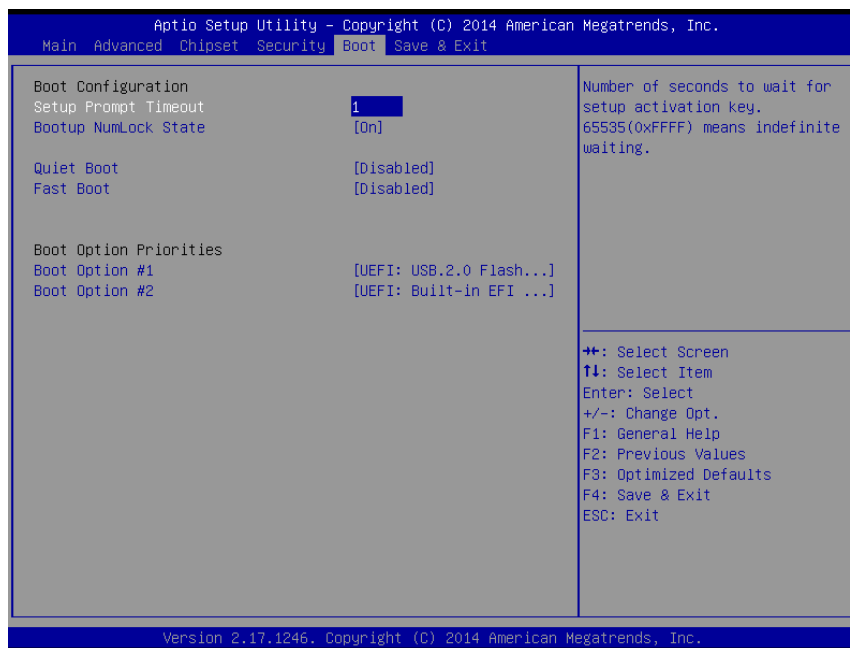 Aptio Setup Utility – Copyright (C) 2014 American Megatrends, Inc.
Main Advanced Chipset Security Boot Save & Exit
Boot Configuration
Setup Prompt Timeout 1
Bootup NumLock State [On]
Quiet Boot [Disabled]
Fast Boot [Disabled]
Boot Option Priorities
Boot Option #1 [UEFI: USB.2.0 Flash...]
Boot Option #2 [UEFI: Built-in EFI ...]
Number of seconds to wait for
setup activation key.
65535(0xFFFF) means indefinite
waiting.
→←: Select Screen
↑↓: Select Item
Enter: Select
+/-: Change Opt.
F1: General Help
F2: Previous Values
F3: Optimized Defaults
F4: Save & Exit
ESC: Exit
Version 2.17.1246. Copyright (C) 2014 American Megatrends, Inc.